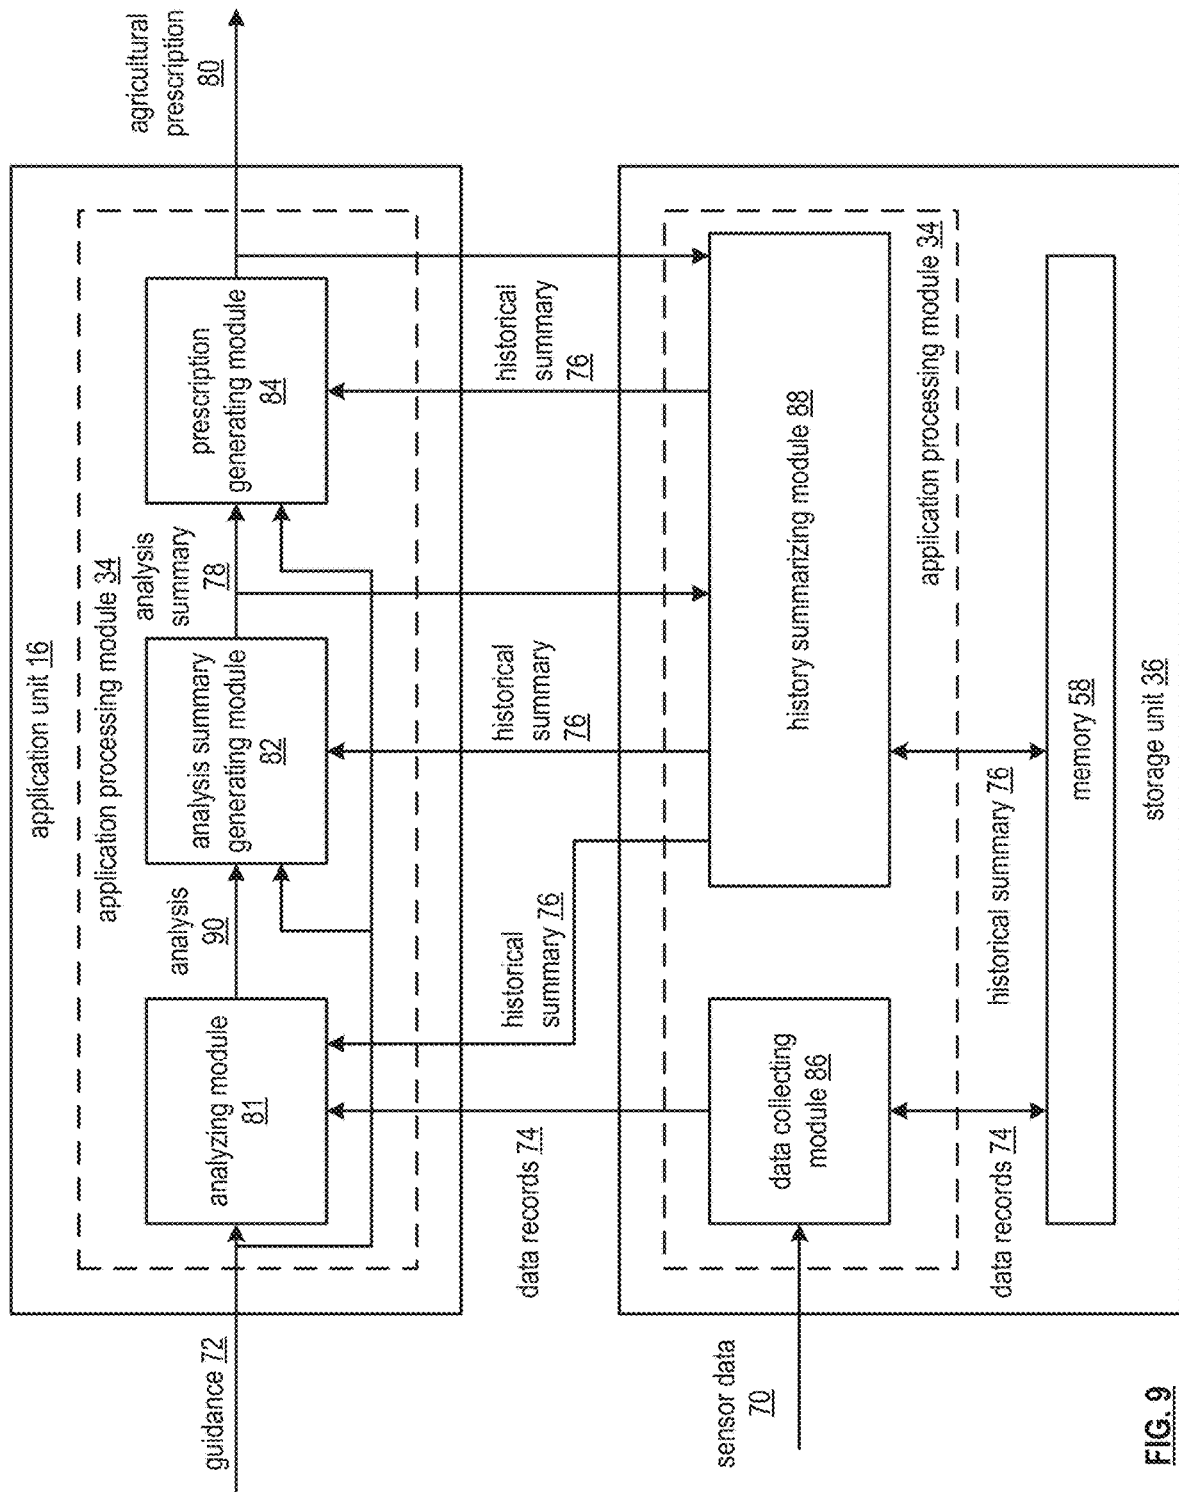 application unit 16
application processing module 34
guidance 72
analyzing module
81
analysis
90
analysis summary
generating module
82
analysis
summary
78
prescription
generating module
84
agricultural
prescription
80
data records 74
historical
summary 76
historical
summary
76
historical
summary
76
sensor data
70
data collecting
module 86
history summarizing module 88
application processing module 34
data records 74
historical summary 76
memory 58
storage unit 36
FIG. 9